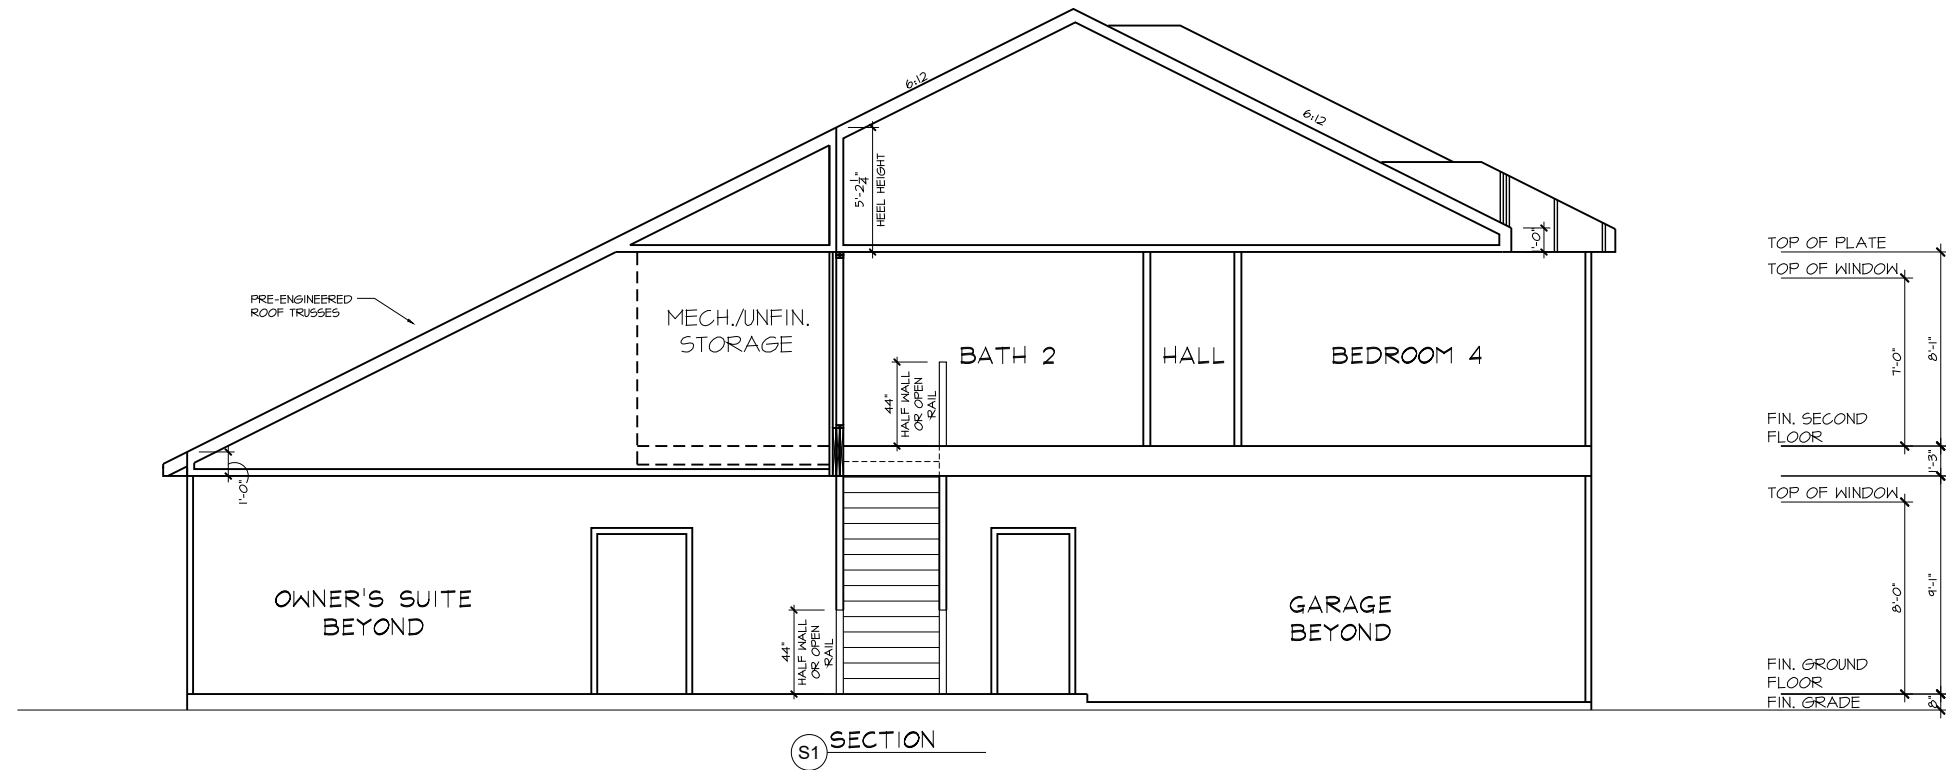 6:12
6:12
5'-2 1/4"
HEEL HEIGHT
1'-0"
TOP OF PLATE
TOP OF WINDOW
PRE-ENGINEERED
ROOF TRUSSES
MECH./UNFIN.
STORAGE
BATH 2
HALL
BEDROOM 4
7'-0"
8'-1"
44"
HALF WALL
OR OPEN
RAIL
FIN. SECOND
FLOOR
1'-3"
1'-0"
TOP OF WINDOW
OWNER'S SUITE
BEYOND
GARAGE
BEYOND
8'-0"
9'-1"
44"
HALF WALL
OR OPEN
RAIL
FIN. GROUND
FLOOR
FIN. GRADE
8"
S1
SECTION